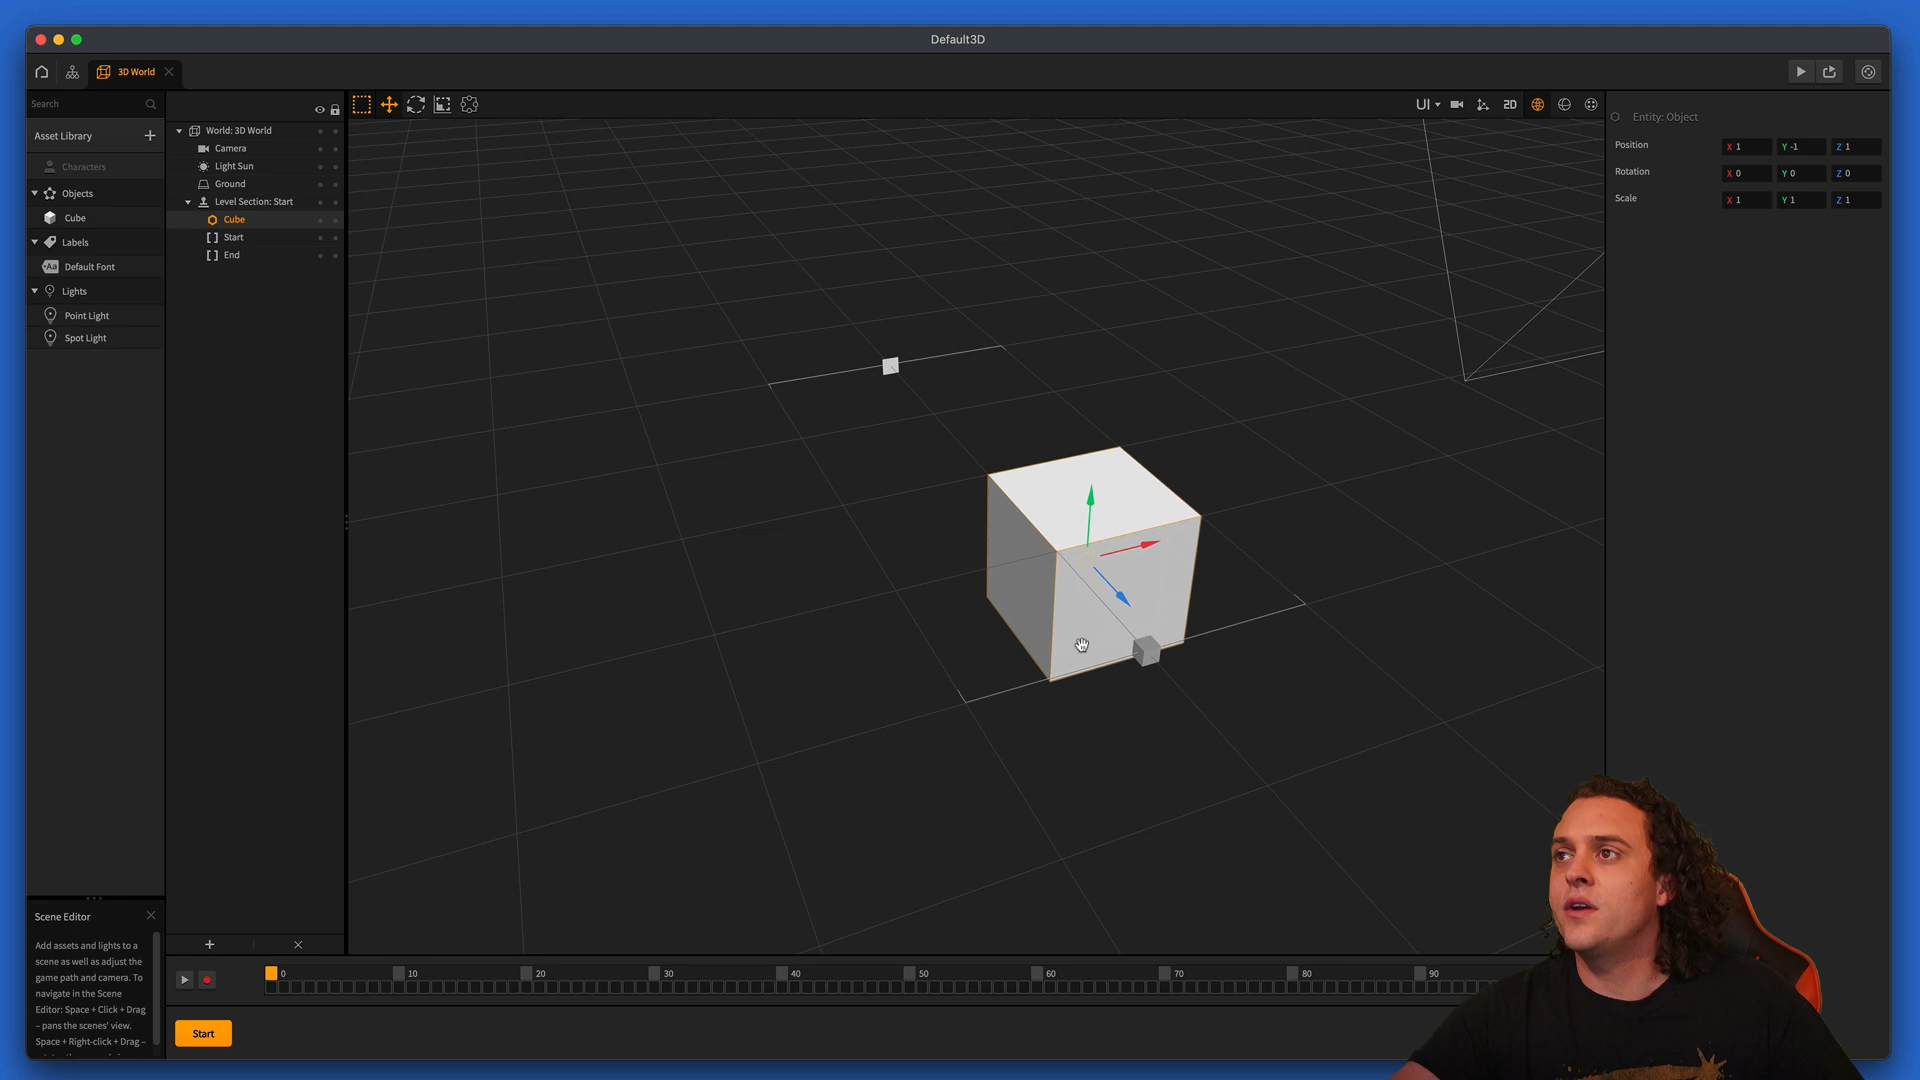 Default3D
3D World
Search
Asset Library
Characters
Objects
Cube
Labels
Aa
Default Font
Lights
Point Light
Spot Light
World: 3D World
Camera
Light Sun
Ground
Level Section: Start
Cube
Start
End
UI
2D
Entity: Object
Position
X 1
Y -1
Z 1
Rotation
X 0
Y 0
Z 0
Scale
X 1
Y 1
Z 1
Scene Editor
Add assets and lights to a
scene as well as adjust the
game path and camera. To
navigate in the Scene
Editor: Space + Click + Drag
– pans the scenes' view.
Space + Right-click + Drag –
0
10
20
30
40
50
60
70
80
90
Start